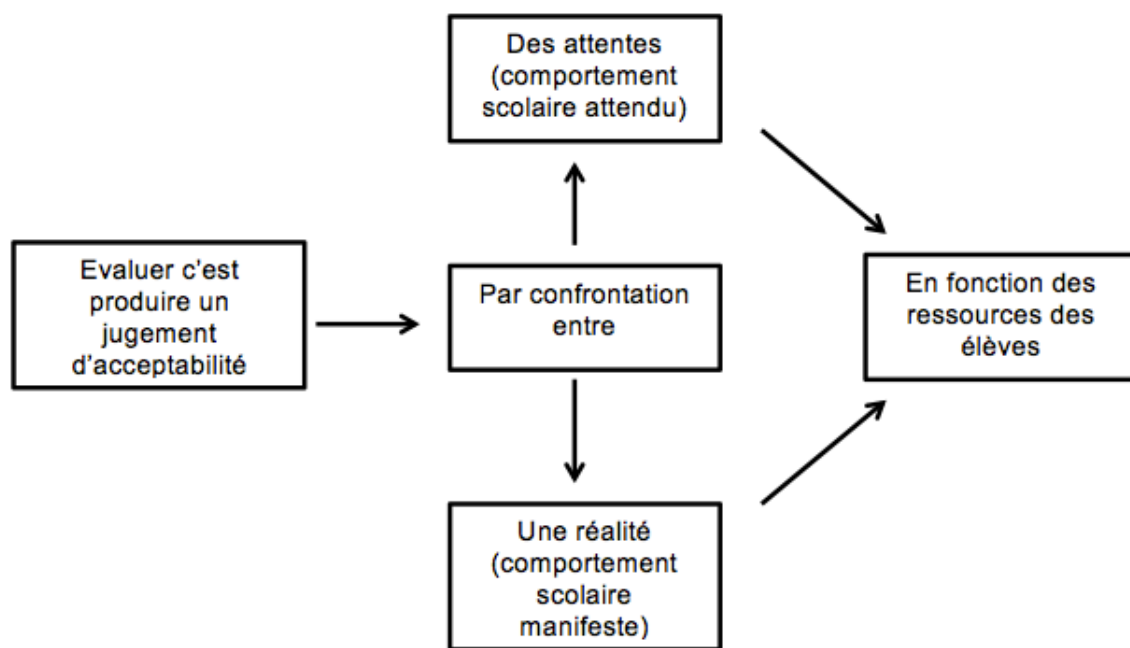 Des attentes
(comportement
scolaire attendu)
Evaluer c'est
produire un
jugement
d'acceptabilité
Par confrontation
entre
En fonction des
ressources des
élèves
Une réalité
(comportement
scolaire
manifeste)